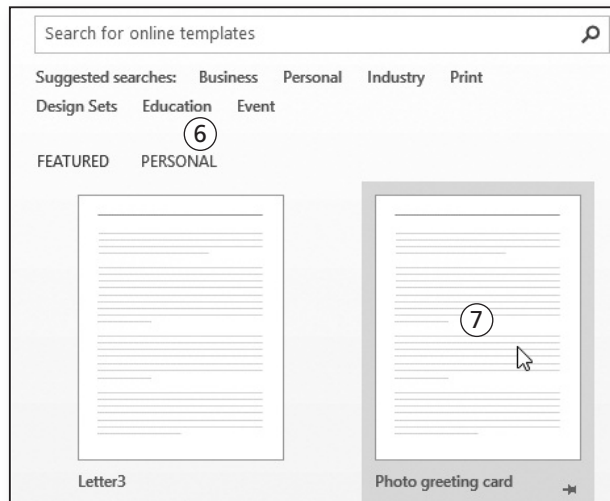 Search for online templates
Suggested searches: Business Personal Industry Print
Design Sets Education Event
6
FEATURED PERSONAL
7
Letter3 Photo greeting card